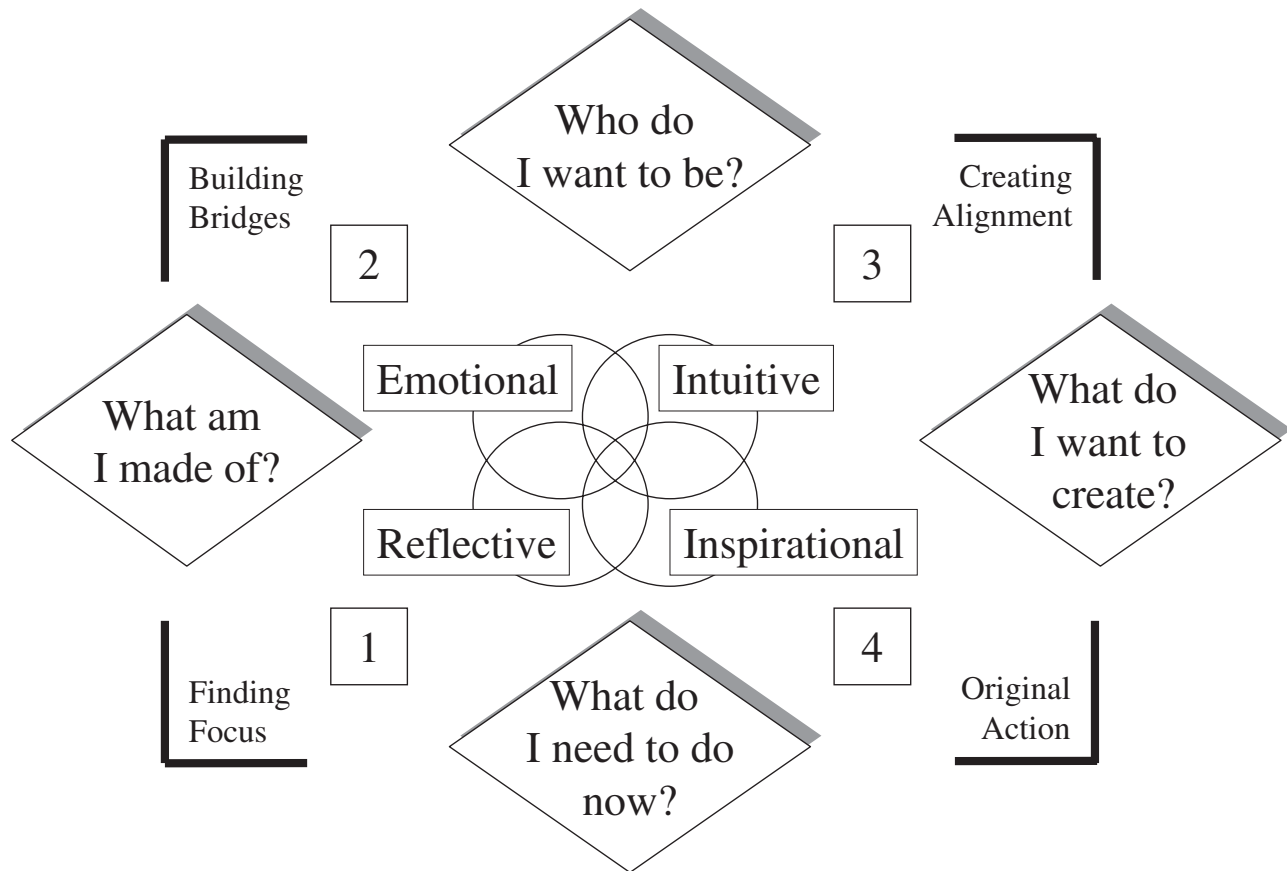 Who do
I want to be?
Building
Bridges
Creating
Alignment
2
3
Emotional
Intuitive
What am
I made of?
What do
I want to
create?
Reflective
Inspirational
1
4
Finding
Focus
What do
I need to do
now?
Original
Action